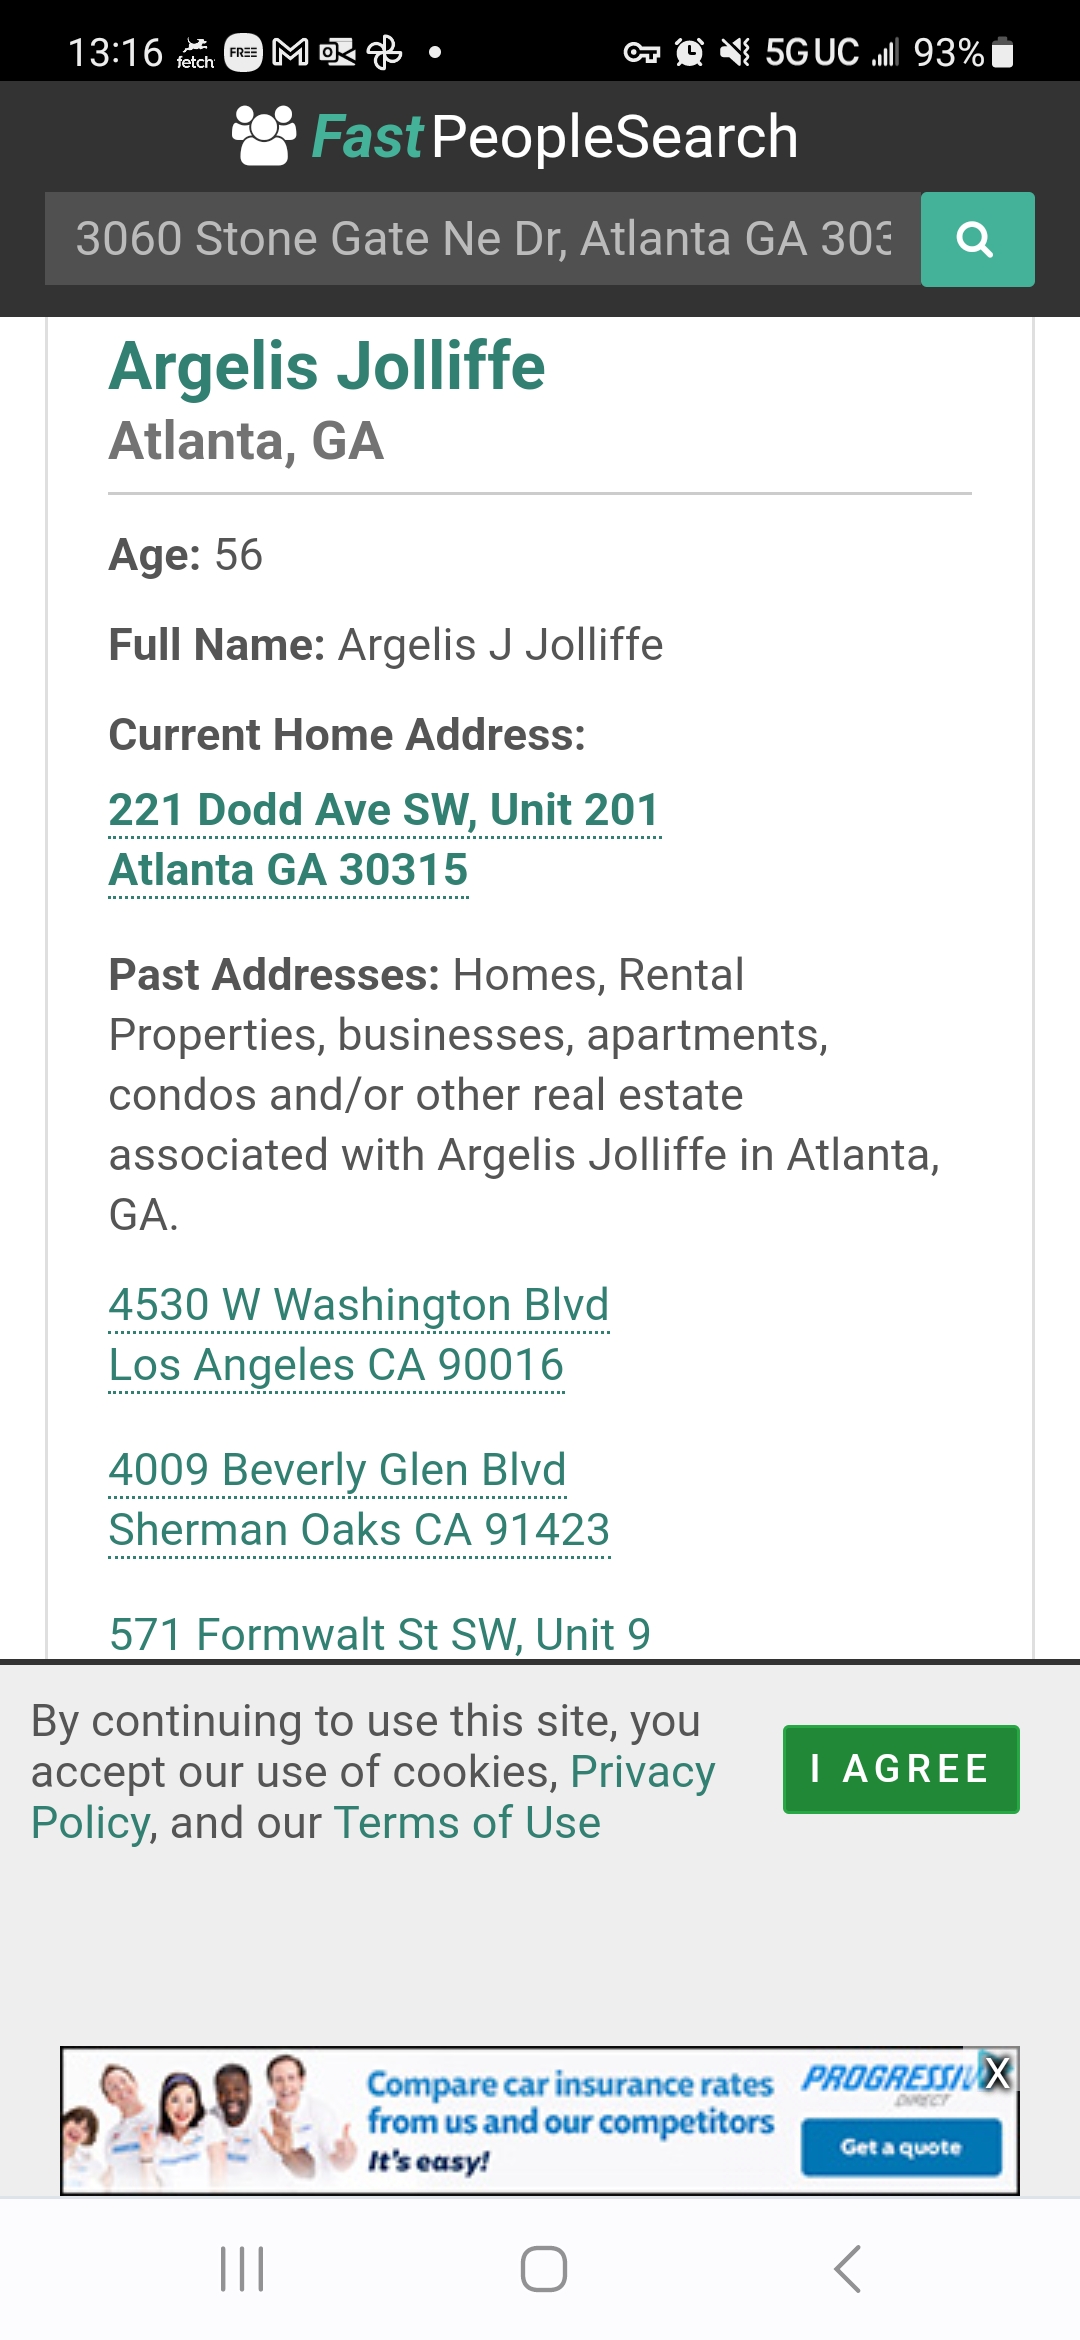 13:16 fetch FREE 5G UC 93%
FastPeopleSearch
3060 Stone Gate Ne Dr, Atlanta GA 303
Argelis Jolliffe
Atlanta, GA
Age: 56
Full Name: Argelis J Jolliffe
Current Home Address:
221 Dodd Ave SW, Unit 201
Atlanta GA 30315
Past Addresses: Homes, Rental
Properties, businesses, apartments,
condos and/or other real estate
associated with Argelis Jolliffe in Atlanta,
GA.
4530 W Washington Blvd
Los Angeles CA 90016
4009 Beverly Glen Blvd
Sherman Oaks CA 91423
571 Formwalt St SW, Unit 9
By continuing to use this site, you
accept our use of cookies, Privacy
Policy, and our Terms of Use
I AGREE
Compare car insurance rates
from us and our competitors
It's easy!
PROGRESSIV X
DIRECT
Get a quote